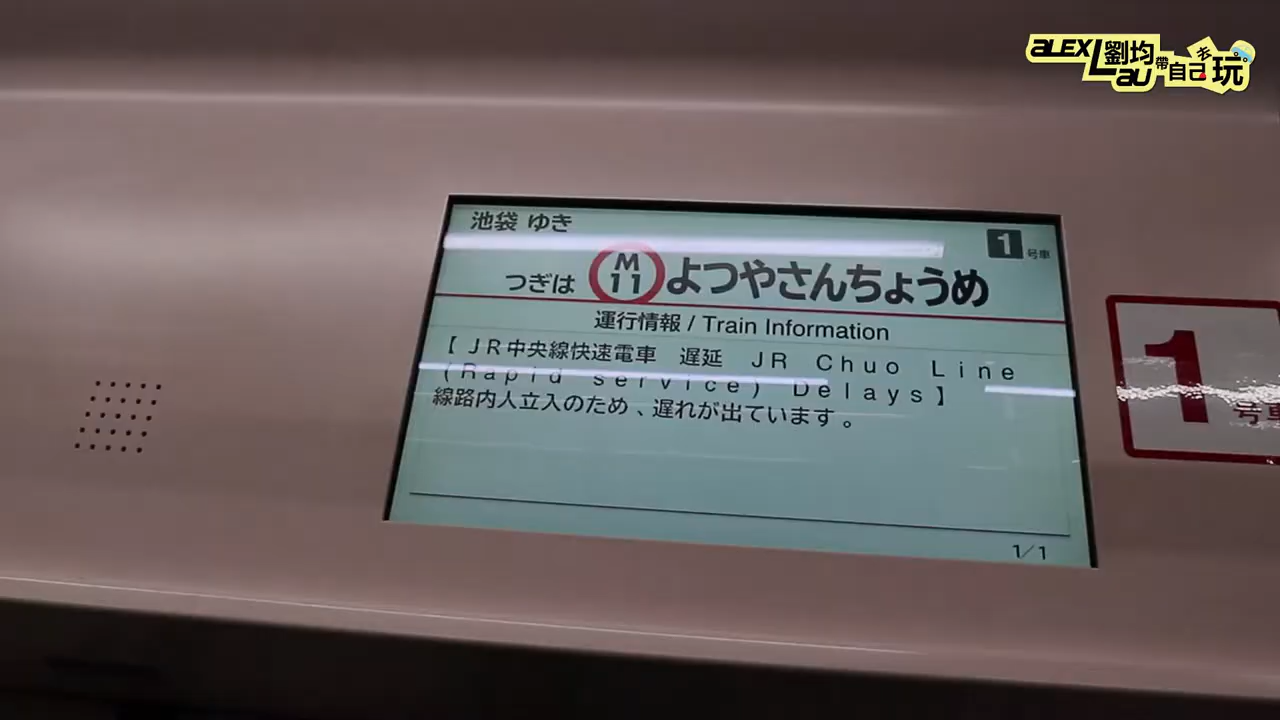 ALEX Lau 劉均 帶自己去玩
池袋 ゆき
1 号車
つぎは M 11 よつやさんちょうめ
運行情報 / Train Information
【 JR中央線快速電車 遅延 JR Chuo Line
(Rapid service) Delays】
線路内人立入のため、遅れが出ています。
1/1
1
号車